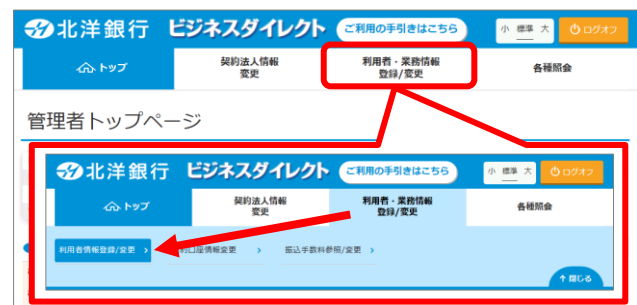 北洋銀行 ビジネスダイレクト ご利用の手引きはこちら 小 標準 大 ログオフ
トップ 契約法人情報 利用者・業務情報 各種照会
変更 登録/変更
管理者トップページ
北洋銀行 ビジネスダイレクト ご利用の手引きはこちら 小 標準 大 ログオフ
トップ 契約法人情報 利用者・業務情報 各種照会
変更 登録/変更
利用者情報登録/変更 口座情報変更 振込手数料参照/変更
↑ 閉じる